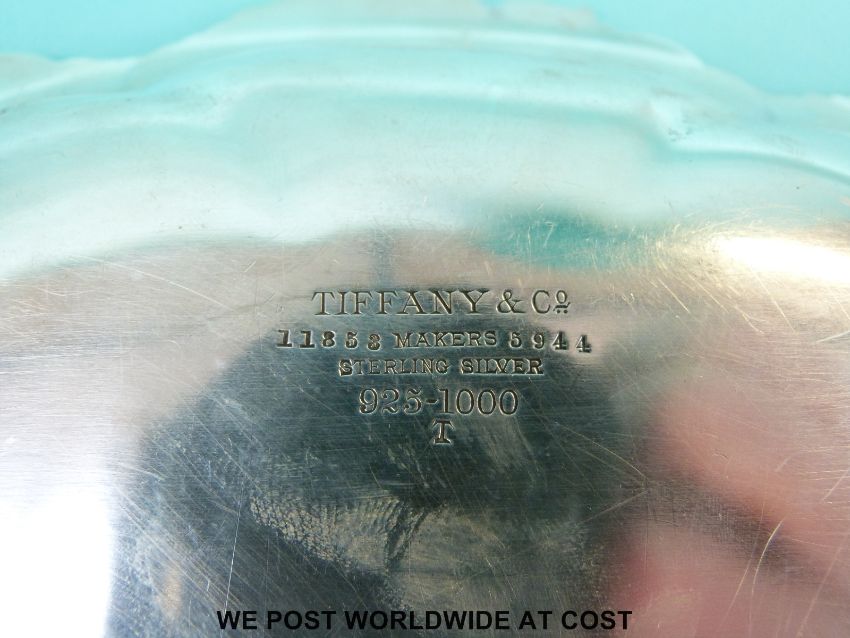 TIFFANY & Co.
11853 MAKERS 5944
STERLING SILVER
925-1000
T
WE POST WORLDWIDE AT COST